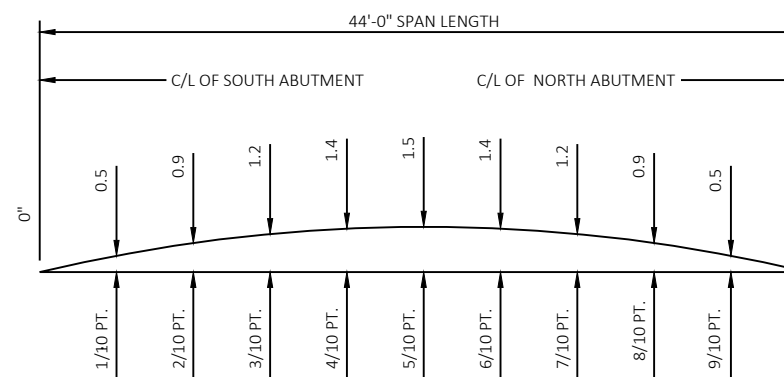 44'-0" SPAN LENGTH
C/L OF SOUTH ABUTMENT
C/L OF NORTH ABUTMENT
0"
0.5
0.9
1.2
1.4
1.5
1.4
1.2
0.9
0.5
1/10 PT.
2/10 PT.
3/10 PT.
4/10 PT.
5/10 PT.
6/10 PT.
7/10 PT.
8/10 PT.
9/10 PT.